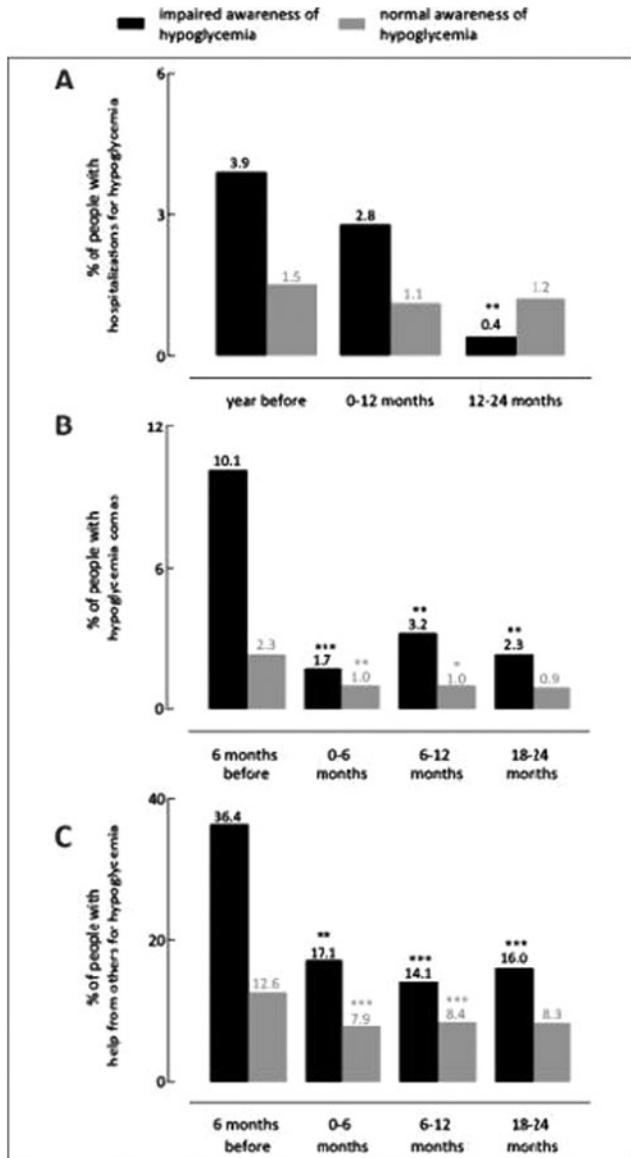 impaired awareness of hypoglycemia
normal awareness of hypoglycemia
A
% of people with
hospitalizations for hypoglycemia
6
3
0
3.9
1.5
2.8
1.1
**
0.4
1.2
year before
0-12 months
12-24 months
B
% of people with
hypoglycemia comas
12
6
0
10.1
2.3
***
1.7
**
1.0
**
3.2
*
1.0
**
2.3
0.9
6 months before
0-6 months
6-12 months
18-24 months
C
% of people with
help from others for hypoglycemia
40
20
0
36.4
12.6
**
17.1
***
7.9
***
14.1
***
8.4
***
16.0
8.3
6 months before
0-6 months
6-12 months
18-24 months